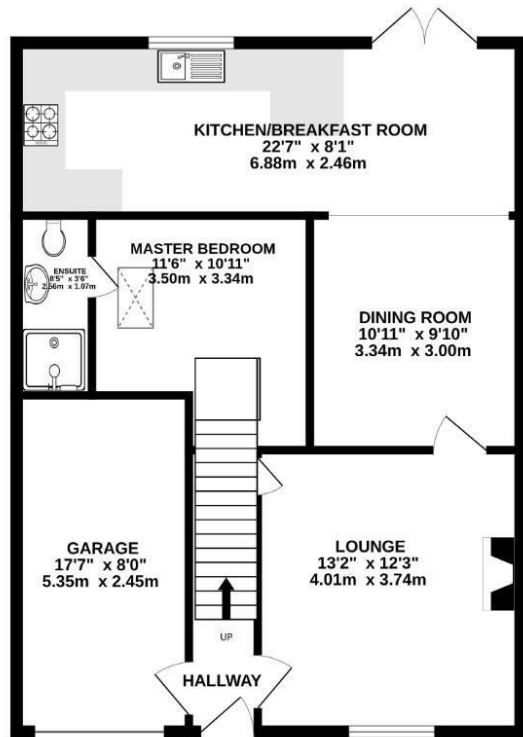 KITCHEN/BREAKFAST ROOM
22'7" x 8'1"
6.88m x 2.46m
MASTER BEDROOM
11'6" x 10'11"
3.50m x 3.34m
ENSUITE
8'5" x 3'6"
2.56m x 1.07m
DINING ROOM
10'11" x 9'10"
3.34m x 3.00m
GARAGE
17'7" x 8'0"
5.35m x 2.45m
LOUNGE
13'2" x 12'3"
4.01m x 3.74m
UP
HALLWAY